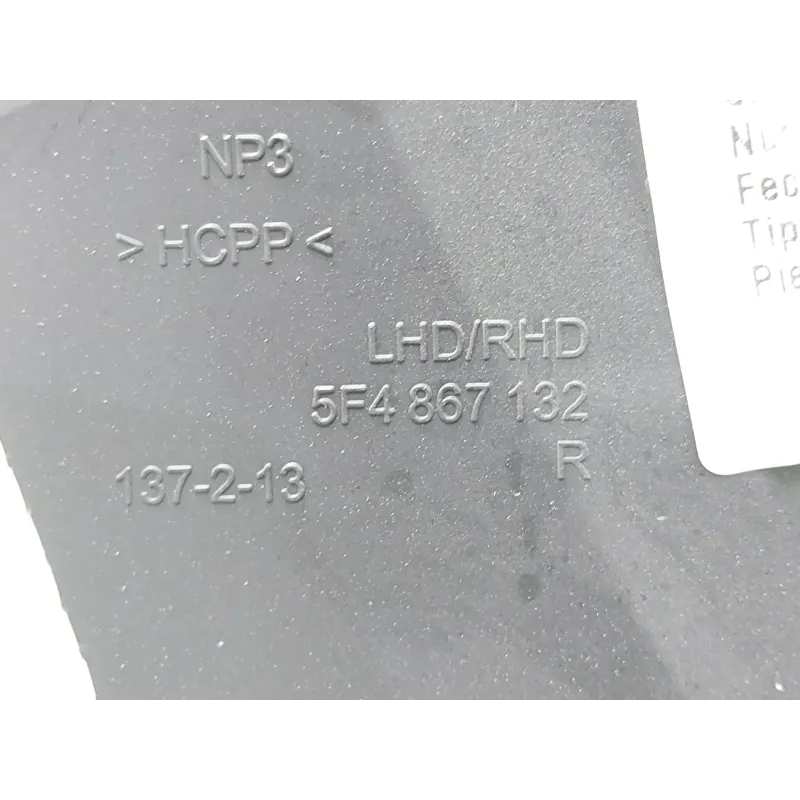 NP3
>HCPP<
LHD/RHD
5F4 867 132
R
137-2-13